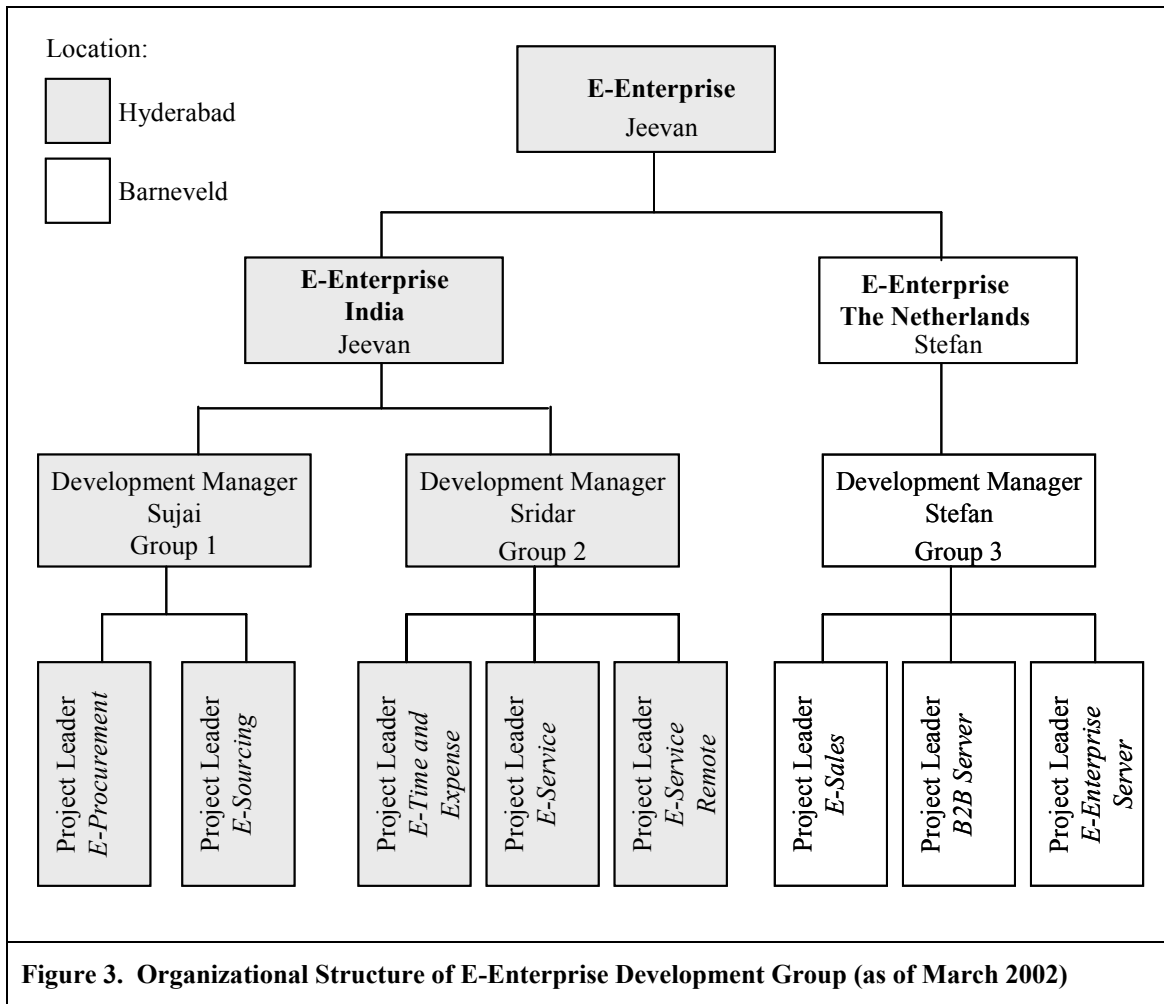 Location:
Hyderabad
Barneveld
E-Enterprise
Jeevan
E-Enterprise
India
Jeevan
E-Enterprise
The Netherlands
Stefan
Development Manager
Sujai
Group 1
Development Manager
Sridar
Group 2
Development Manager
Stefan
Group 3
Project Leader
E-Procurement
Project Leader
E-Sourcing
Project Leader
E-Time and
Expense
Project Leader
E-Service
Project Leader
E-Service
Remote
Project Leader
E-Sales
Project Leader
B2B Server
Project Leader
E-Enterprise
Server
Figure 3. Organizational Structure of E-Enterprise Development Group (as of March 2002)